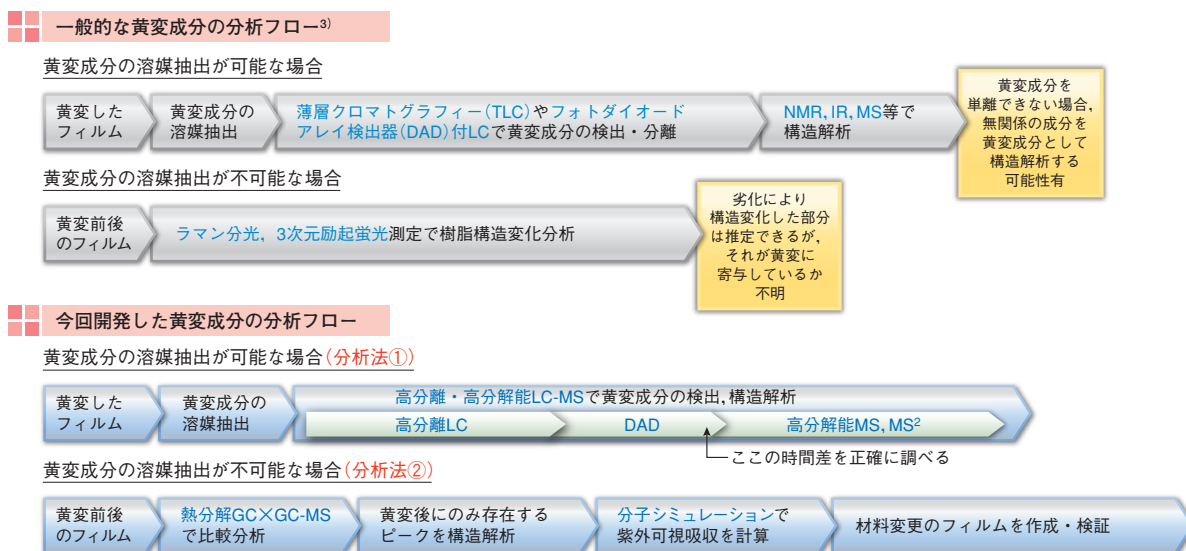 一般的な黄変成分の分析フロー3)
黄変成分の溶媒抽出が可能な場合
黄変した
フィルム
黄変成分の
溶媒抽出
薄層クロマトグラフィー(TLC)やフォトダイオード
アレイ検出器(DAD)付LCで黄変成分の検出・分離
NMR, IR, MS等で
構造解析
黄変成分を
単離できない場合,
無関係の成分を
黄変成分として
構造解析する
可能性有
黄変成分の溶媒抽出が不可能な場合
黄変前後
のフィルム
ラマン分光，3次元励起蛍光測定で樹脂構造変化分析
劣化により
構造変化した部分
は推定できるが,
それが黄変に
寄与しているか
不明
今回開発した黄変成分の分析フロー
黄変成分の溶媒抽出が可能な場合(分析法①)
黄変した
フィルム
黄変成分の
溶媒抽出
高分離・高分解能LC-MSで黄変成分の検出,構造解析
高分離LC
DAD
高分解能MS, MS²
ここの時間差を正確に調べる
黄変成分の溶媒抽出が不可能な場合(分析法②)
黄変前後
のフィルム
熱分解GC×GC-MS
で比較分析
黄変後にのみ存在する
ピークを構造解析
分子シミュレーションで
紫外可視吸収を計算
材料変更のフィルムを作成・検証